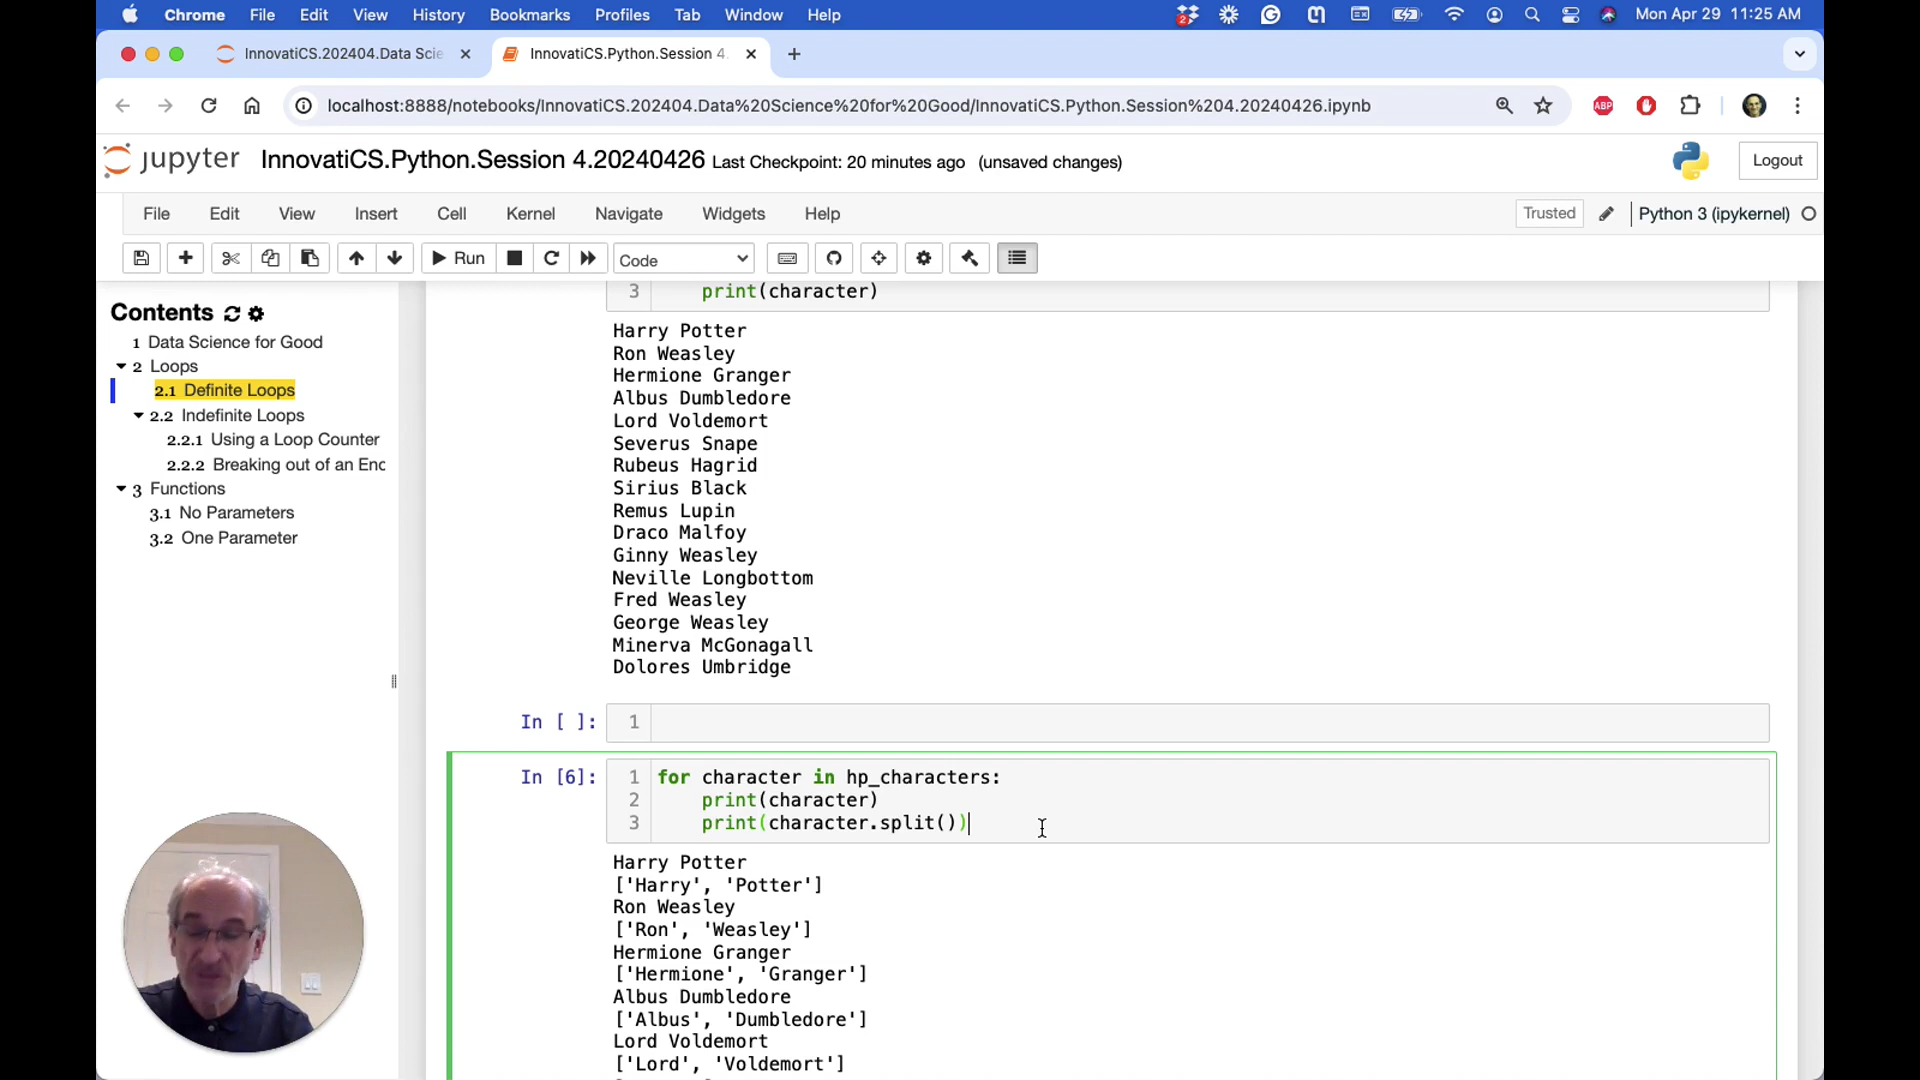 Chrome File Edit View History Bookmarks Profiles Tab Window Help 2 Mon Apr 29 11:25 AM
InnovatiCS.202404.Data Scie InnovatiCS.Python.Session 4.
localhost:8888/notebooks/InnovatiCS.202404.Data%20Science%20for%20Good/InnovatiCS.Python.Session%204.20240426.ipynb ABP
jupyter InnovatiCS.Python.Session 4.20240426 Last Checkpoint: 20 minutes ago (unsaved changes) Logout
File Edit View Insert Cell Kernel Navigate Widgets Help Trusted Python 3 (ipykernel)
Run Code
Contents
1 Data Science for Good
2 Loops
2.1 Definite Loops
2.2 Indefinite Loops
2.2.1 Using a Loop Counter
2.2.2 Breaking out of an Enc
3 Functions
3.1 No Parameters
3.2 One Parameter
3 print(character)
Harry Potter
Ron Weasley
Hermione Granger
Albus Dumbledore
Lord Voldemort
Severus Snape
Rubeus Hagrid
Sirius Black
Remus Lupin
Draco Malfoy
Ginny Weasley
Neville Longbottom
Fred Weasley
George Weasley
Minerva McGonagall
Dolores Umbridge
In [ ]: 1
In [6]: 1 for character in hp_characters:
2 print(character)
3 print(character.split())
Harry Potter
['Harry', 'Potter']
Ron Weasley
['Ron', 'Weasley']
Hermione Granger
['Hermione', 'Granger']
Albus Dumbledore
['Albus', 'Dumbledore']
Lord Voldemort
['Lord', 'Voldemort']